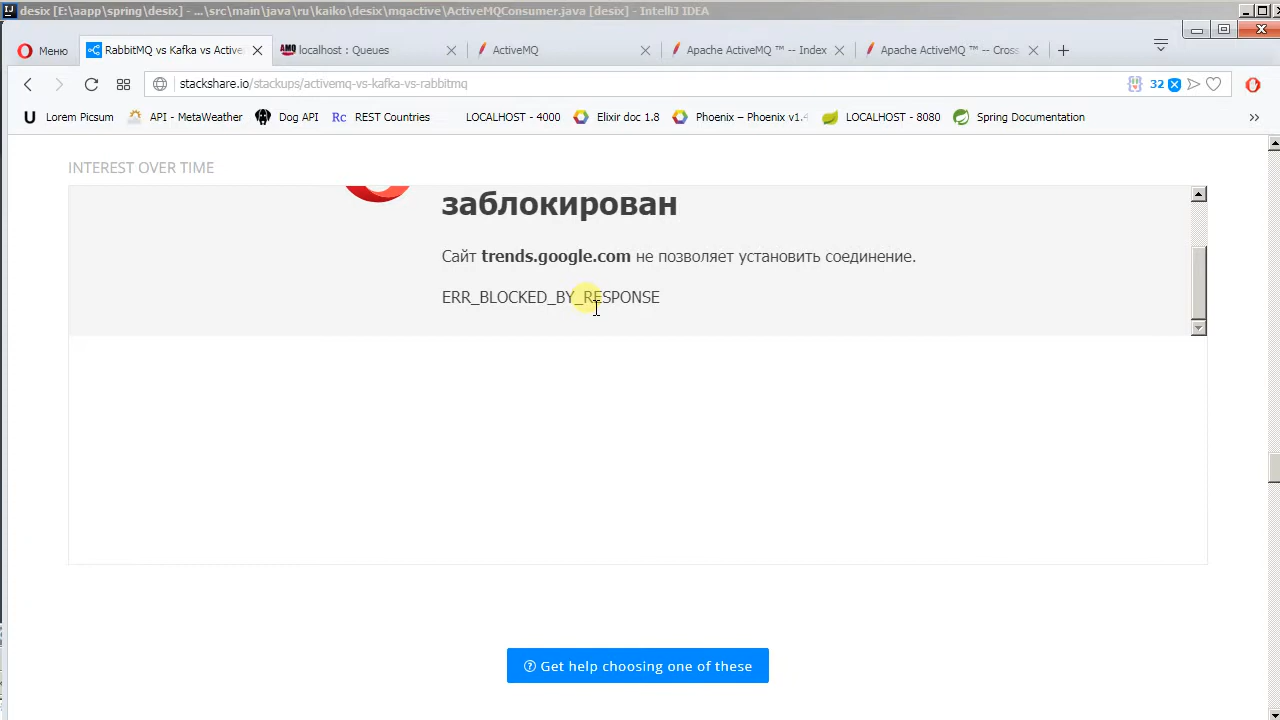 desix [E:\aapp\spring\desix] - ...\src\main\java\ru\kaiko\desix\mqactive\ActiveMQConsumer.java [desix] - IntelliJ IDEA
Меню
RabbitMQ vs Kafka vs Active
AMQ localhost : Queues
ActiveMQ
Apache ActiveMQ ™ -- Index
Apache ActiveMQ ™ -- Cross
stackshare.io/stackups/activemq-vs-kafka-vs-rabbitmq
32
U Lorem Picsum
API - MetaWeather
Dog API
Rc REST Countries
LOCALHOST - 4000
Elixir doc 1.8
Phoenix – Phoenix v1.4
LOCALHOST - 8080
Spring Documentation
INTEREST OVER TIME
заблокирован
Сайт trends.google.com не позволяет установить соединение.
ERR_BLOCKED_BY_RESPONSE
Get help choosing one of these